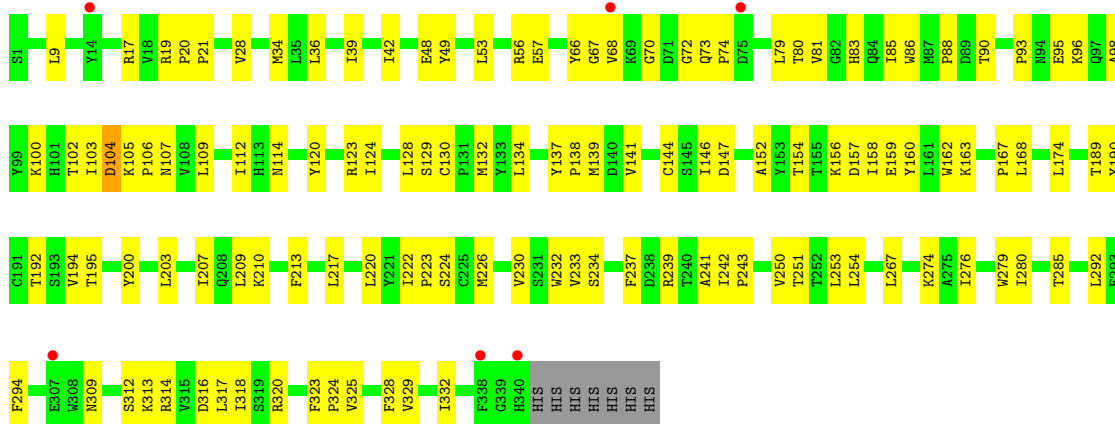 S1 L9 Y14 R17 V18 R19 P20 P21 V28 M34 L35 L36 I39 I42 E48 Y49 L53 R56 E57 Y66 G67 V68 K69 G70 D71 G72 Q73 P74 D75 L79 T80 V81 G82 H83 Q84 I85 W86 M87 P88 D89 T90 P93 N94 E95 K96 Q97 A98
Y99 K100 H101 T102 I103 D104 K105 P106 N107 V108 L109 I112 H113 N114 Y120 R123 I124 L128 S129 C130 P131 M132 Y133 L134 Y137 P138 M139 D140 V141 C144 S145 I146 D147 A152 Y153 T154 T155 K156 D157 I158 E159 Y160 L161 W162 K163 P167 L168 L174 T189 Y190
C191 T192 S193 V194 T195 Y200 L203 I207 Q208 L209 K210 F213 L217 L220 Y221 I222 P223 S224 C225 M226 V230 S231 W232 V233 S234 F237 D238 R239 T240 A241 I242 P243 V250 T251 T252 L253 L254 L267 K274 A275 I276 W279 I280 T285 L292 E293
F294 E307 W308 N309 S312 K313 R314 V315 D316 L317 I318 S319 R320 F323 P324 V325 F328 V329 I332 F338 G339 H340 HIS HIS HIS HIS HIS HIS HIS